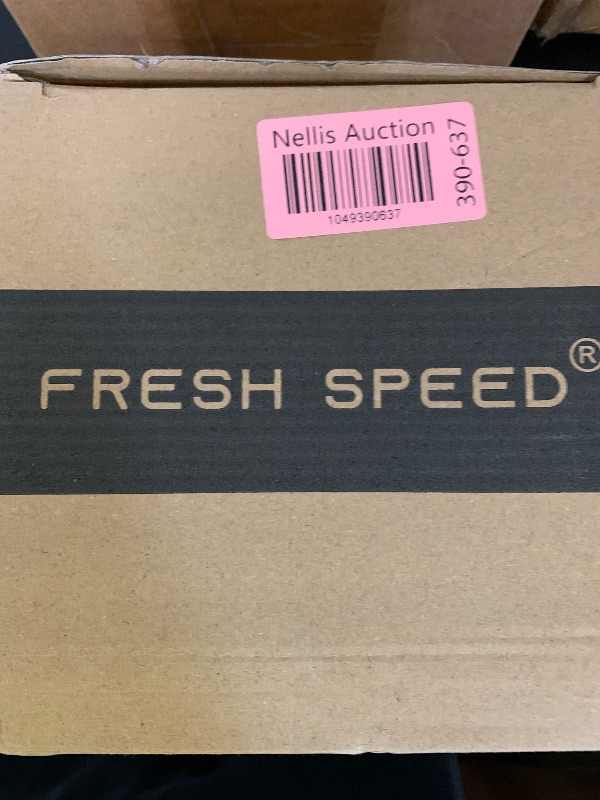 Nellis Auction
1049390637
390-637
FRESH SPEED®